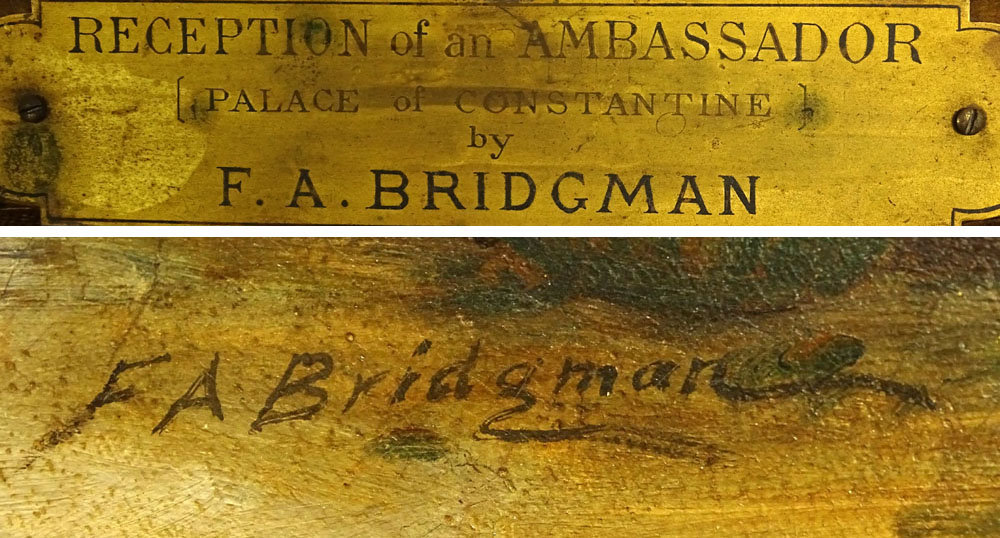 RECEPTION of an AMBASSADOR
[PALACE of CONSTANTINE]
by
F. A. BRIDGMAN
F A Bridgman